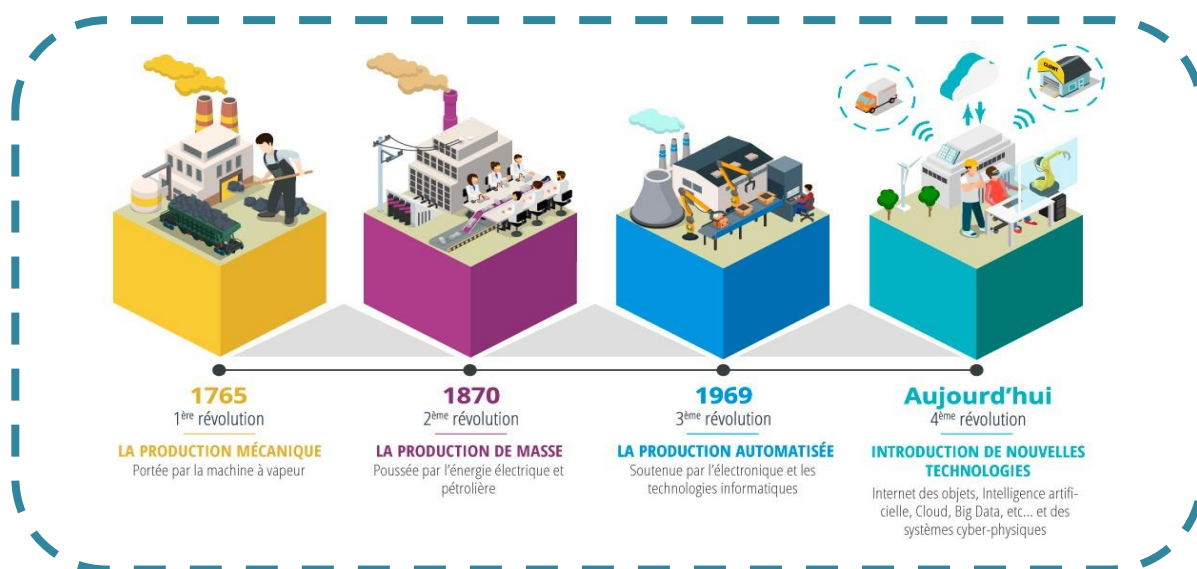 CLIENT
1765
1ère révolution
LA PRODUCTION MÉCANIQUE
Portée par la machine à vapeur
1870
2ème révolution
LA PRODUCTION DE MASSE
Poussée par l'énergie électrique et
pétrolière
1969
3ème révolution
LA PRODUCTION AUTOMATISÉE
Soutenue par l'électronique et les
technologies informatiques
Aujourd'hui
4ème révolution
INTRODUCTION DE NOUVELLES
TECHNOLOGIES
Internet des objets, Intelligence artifi-
cielle, Cloud, Big Data, etc... et des
systèmes cyber-physiques